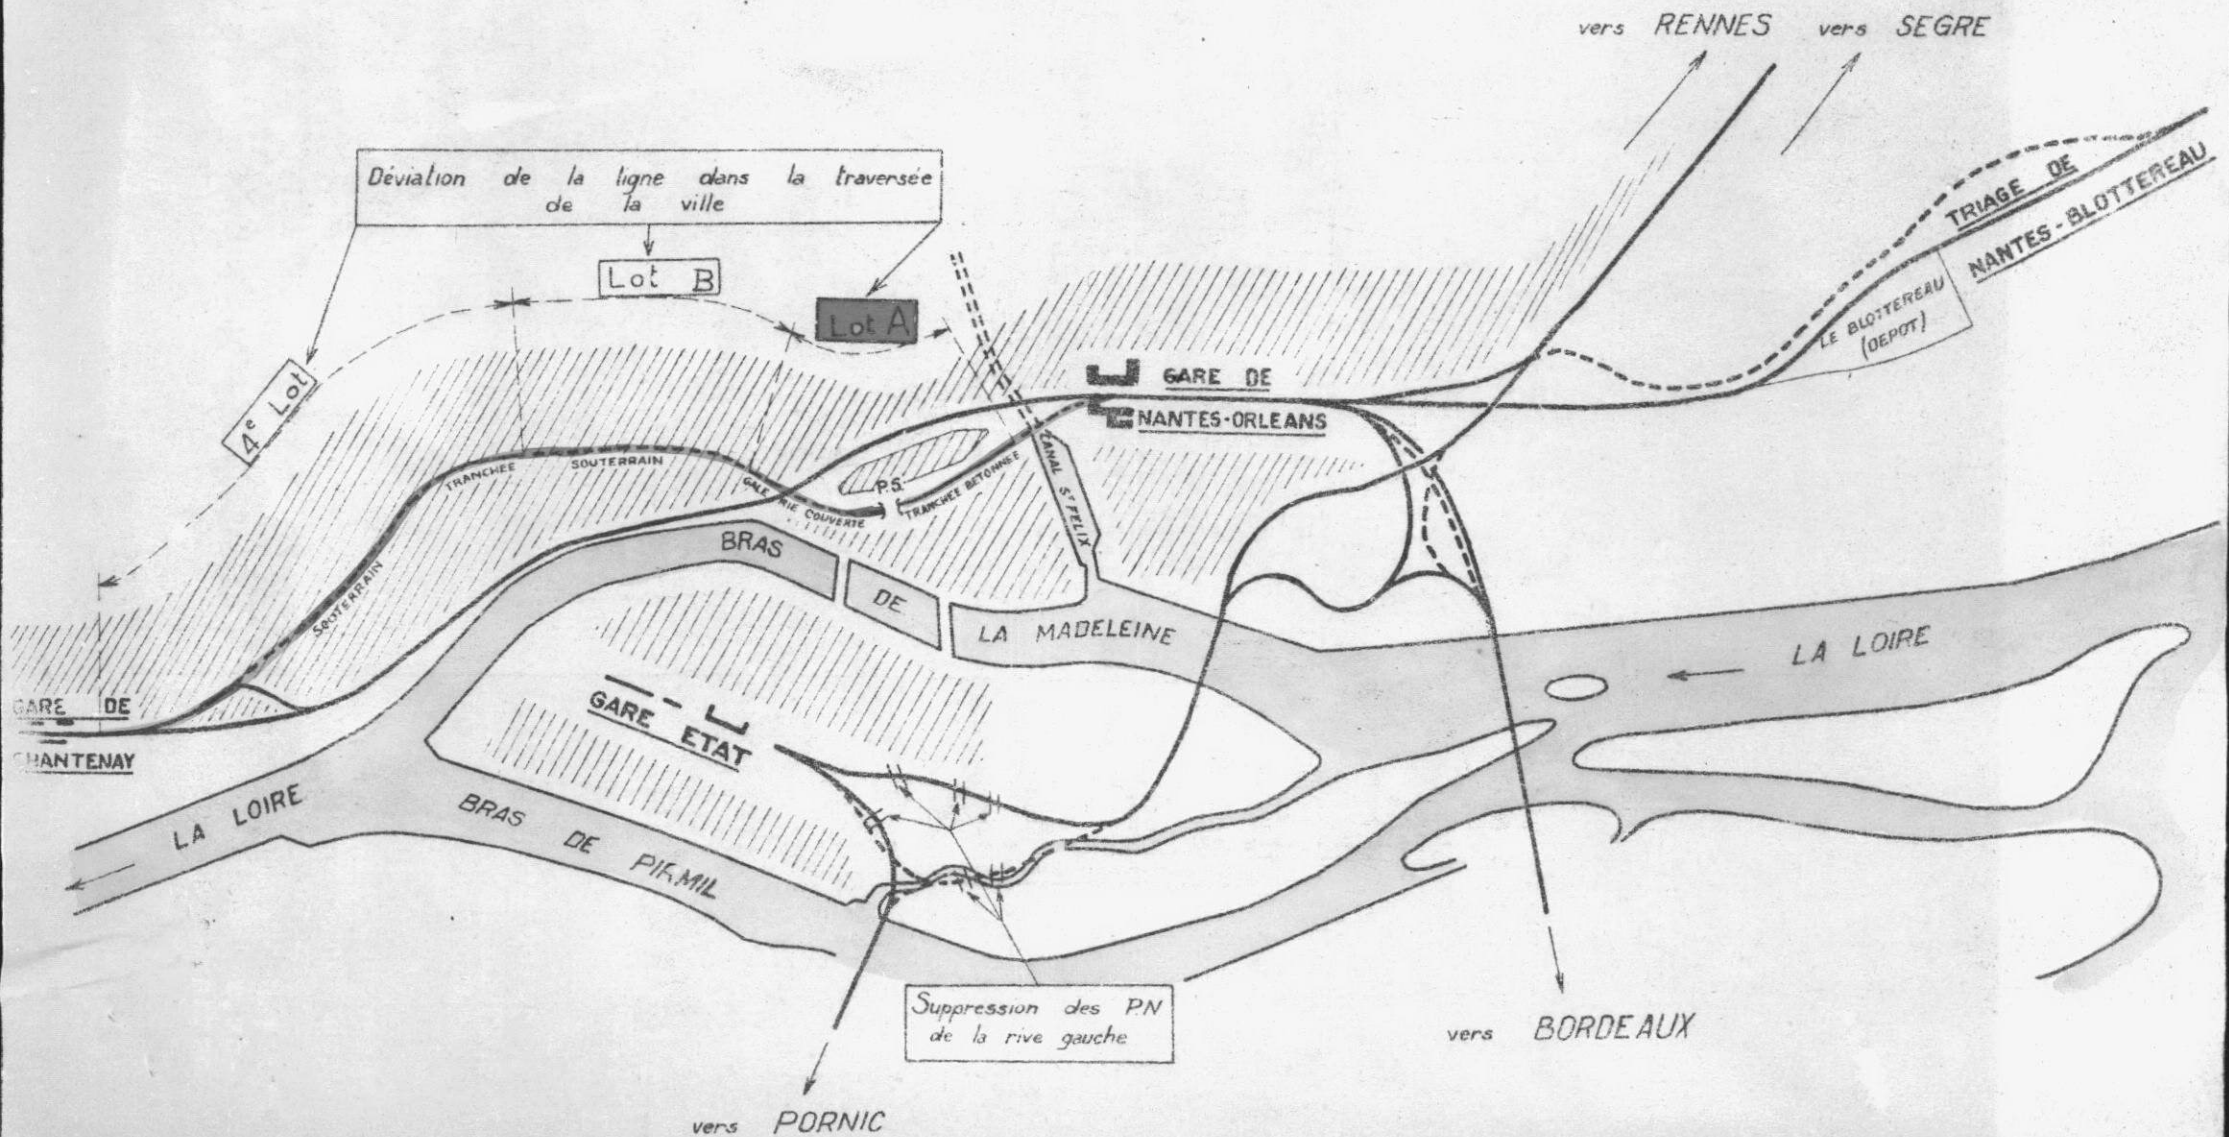 vers RENNES vers SEGRE
Déviation de la ligne dans la traversée
de la ville
Lot B
Lot A
4e Lot
TRIAGE DE
NANTES-BLOTTEREAU
LE BLOTTEREAU
(DEPOT)
GARE DE
NANTES-ORLEANS
TRANCHEE
SOUTERRAIN
GALERIE COUVERTE
P.S.
TRANCHEE BETONNEE
CANAL ST FELIX
SOUTERRAIN
BRAS
DE
LA MADELEINE
LA LOIRE
GARE DE
CHANTENAY
GARE ETAT
LA LOIRE
BRAS DE PIRMIL
Suppression des P.N
de la rive gauche
vers BORDEAUX
vers PORNIC